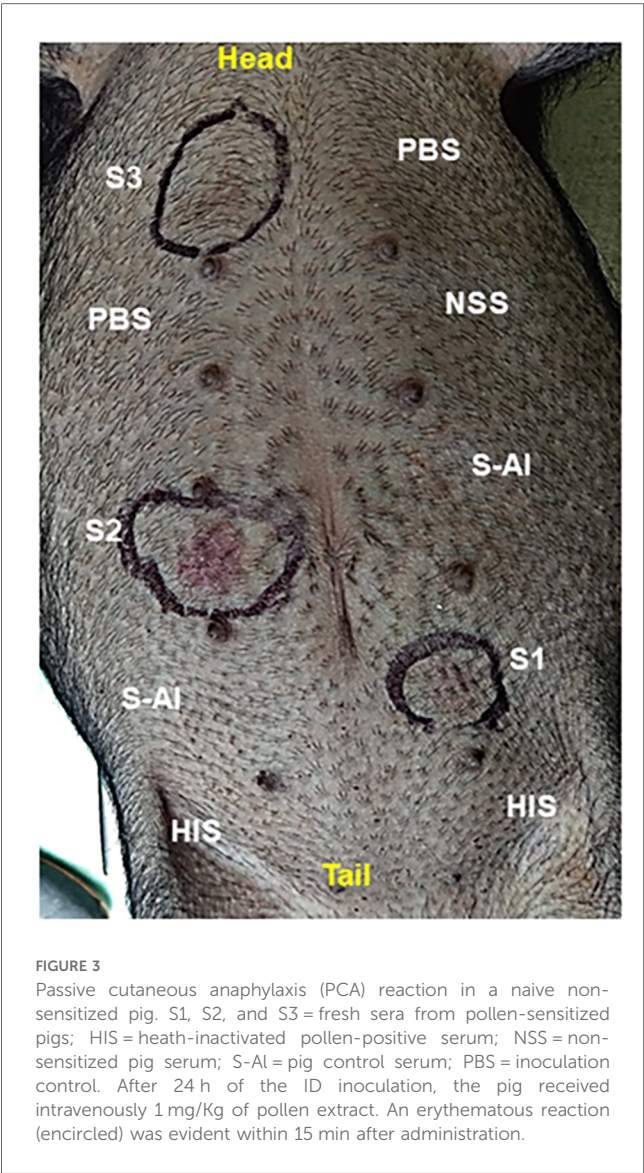 Head
S3
PBS
PBS
NSS
S-Al
S2
S1
S-Al
HIS
HIS
Tail
FIGURE 3
Passive cutaneous anaphylaxis (PCA) reaction in a naive non-
sensitized pig. S1, S2, and S3 = fresh sera from pollen-sensitized
pigs; HIS = heath-inactivated pollen-positive serum; NSS = non-
sensitized pig serum; S-Al = pig control serum; PBS = inoculation
control. After 24 h of the ID inoculation, the pig received
intravenously 1 mg/Kg of pollen extract. An erythematous reaction
(encircled) was evident within 15 min after administration.